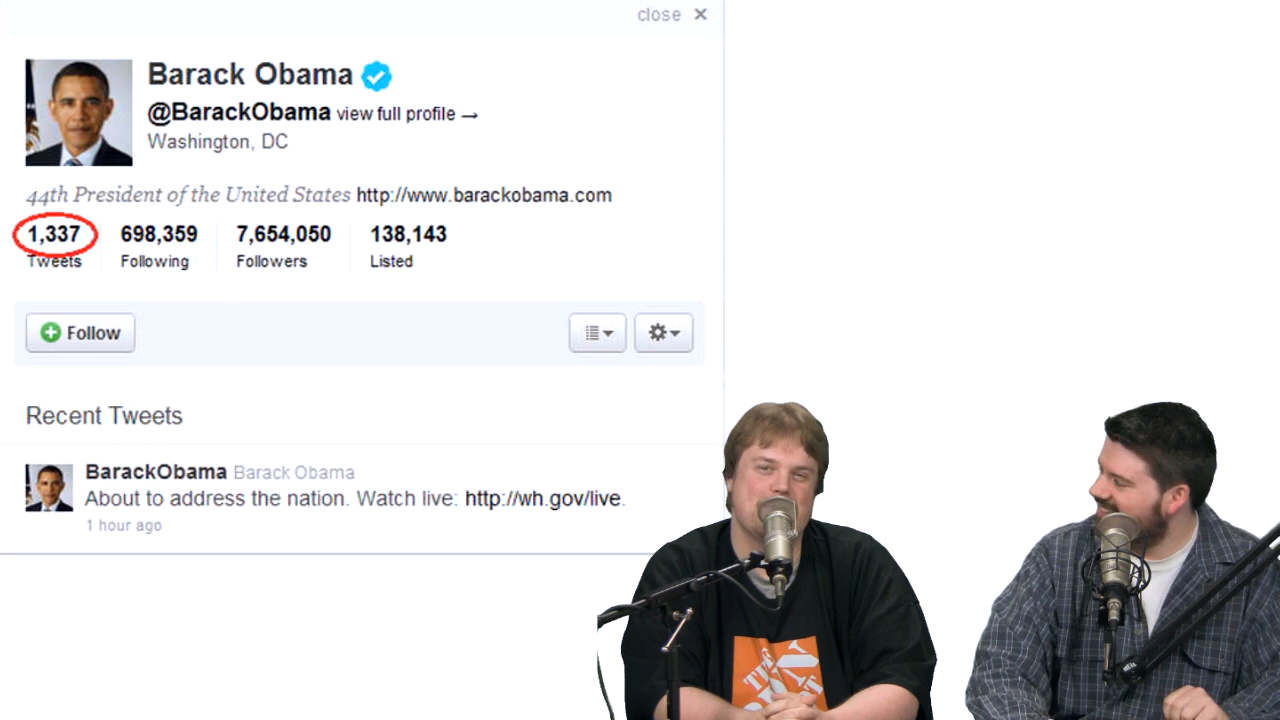 close ✕
Barack Obama
@BarackObama view full profile →
Washington, DC
44th President of the United States http://www.barackobama.com
1,337 698,359 7,654,050 138,143
Tweets Following Followers Listed
Follow
Recent Tweets
BarackObama Barack Obama
About to address the nation. Watch live: http://wh.gov/live.
1 hour ago
THE